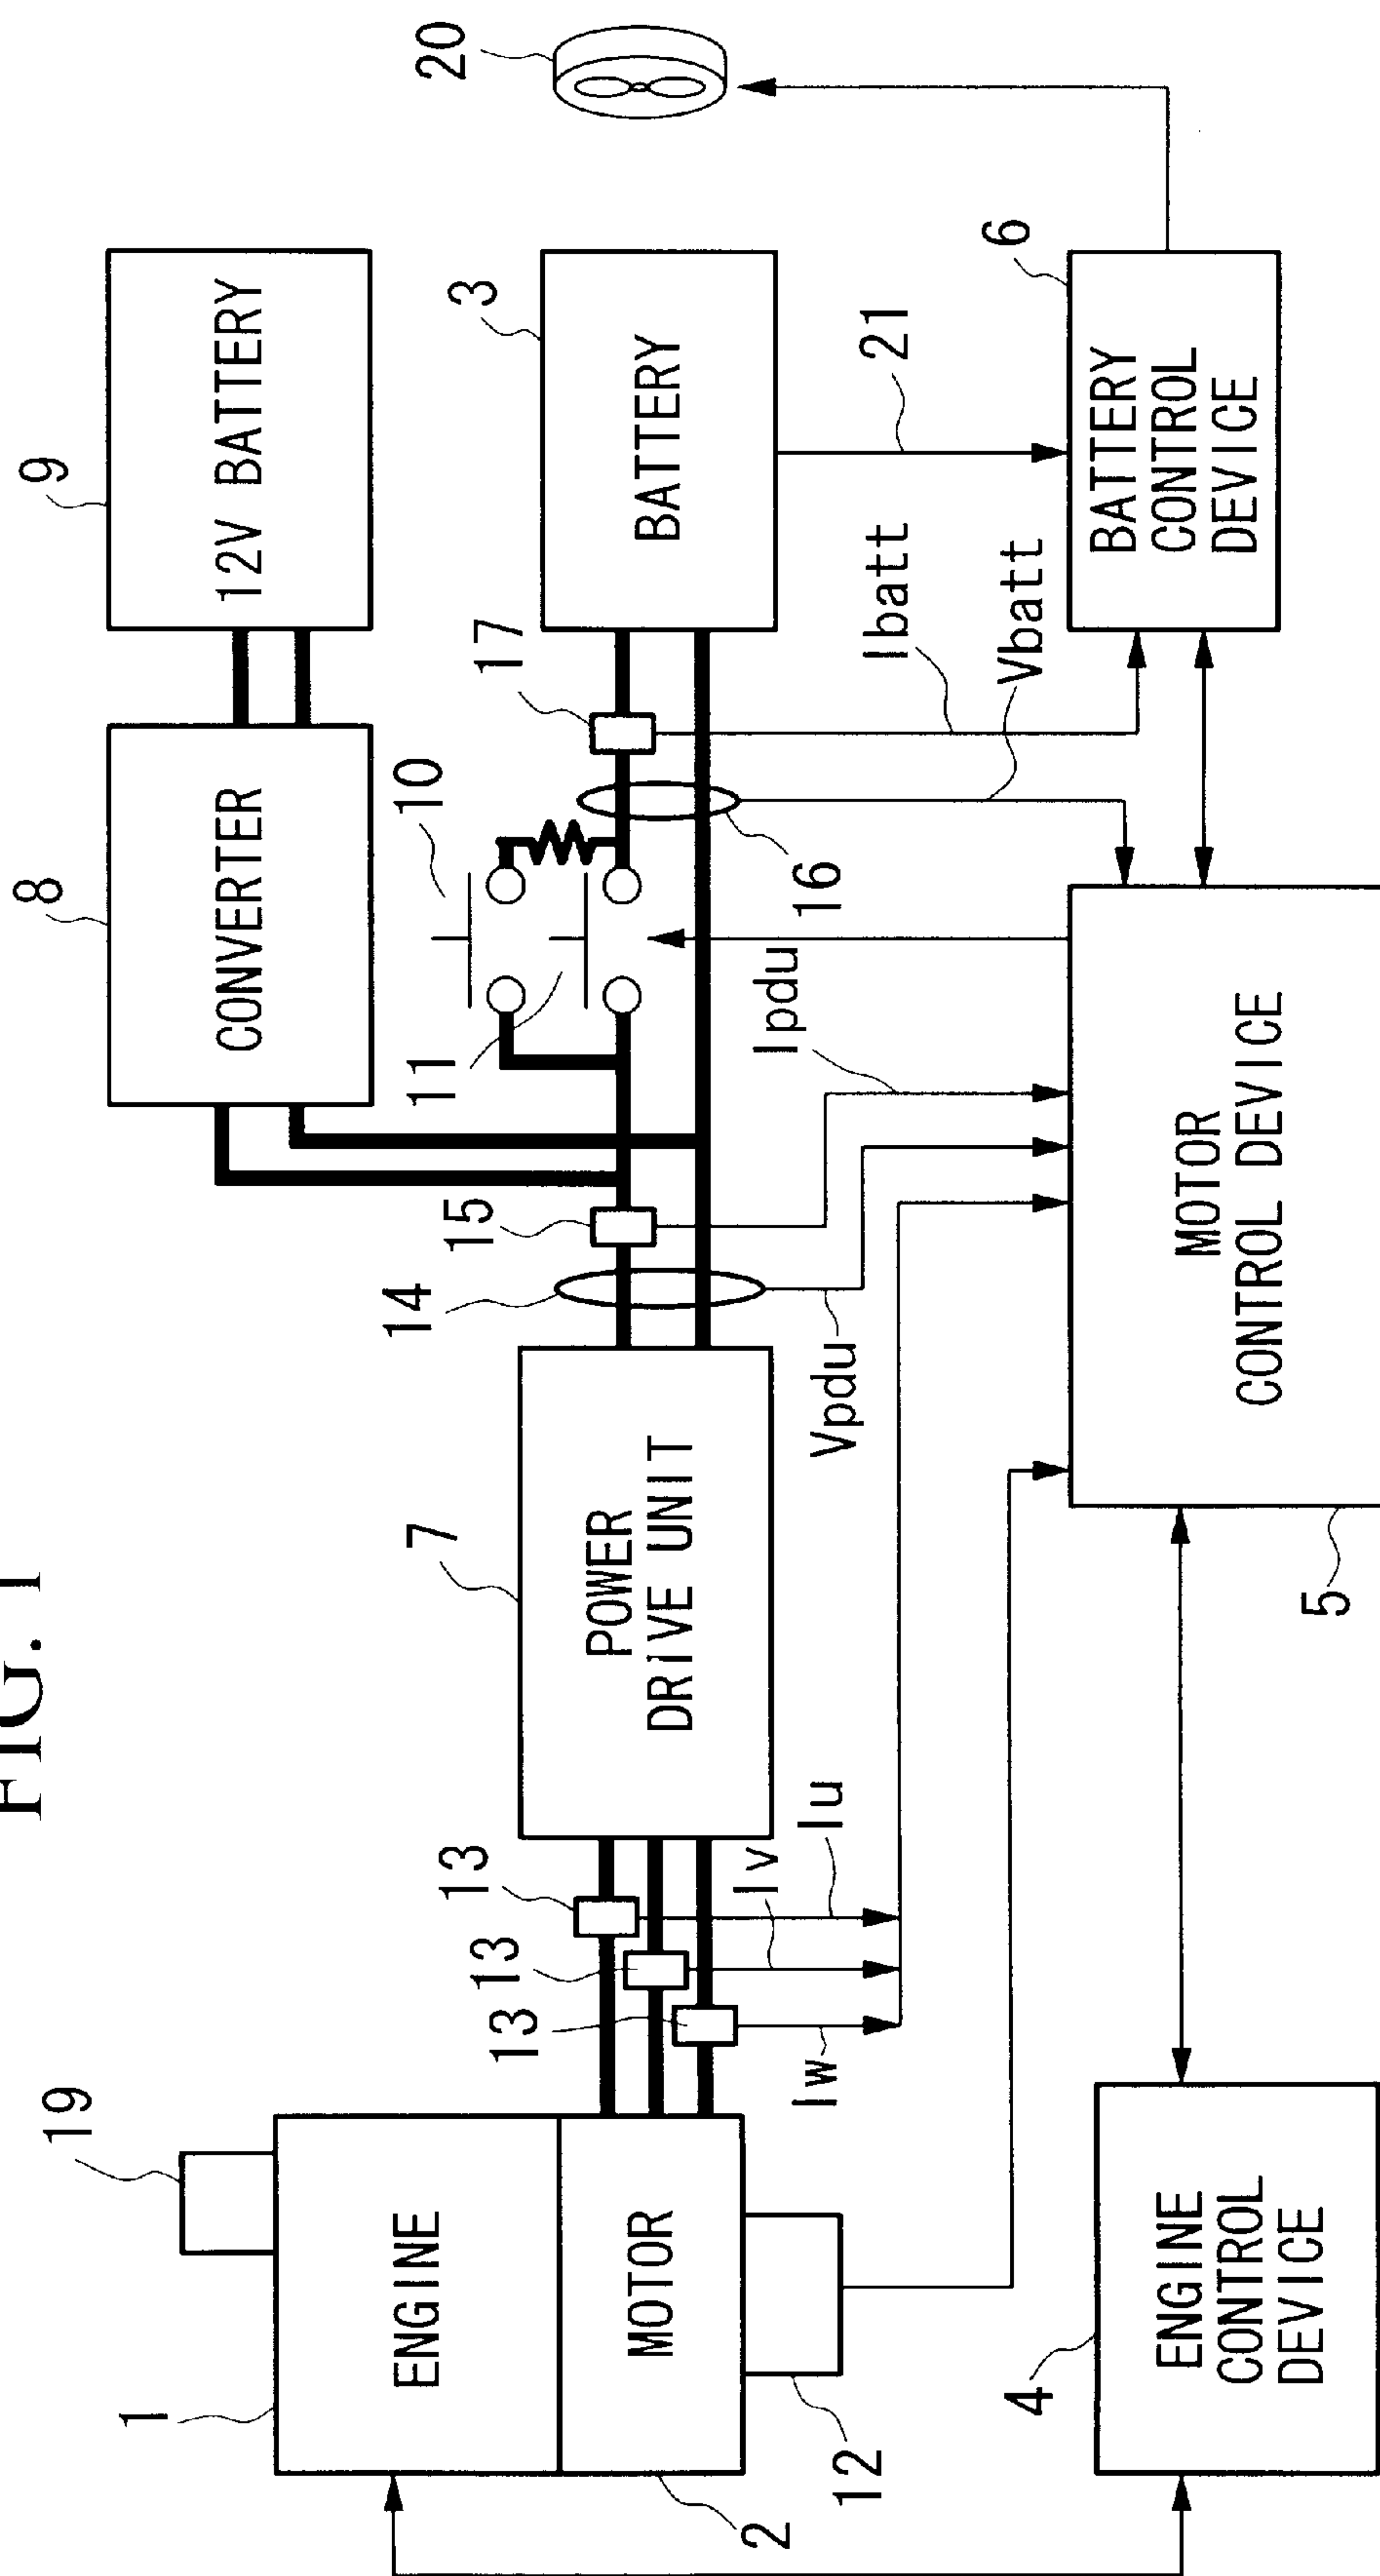 FIG. 1
19
1
ENGINE
MOTOR
2
12
13
13
13
Iu
Iv
Iw
7
POWER
DRIVE UNIT
14
15
Vpdu
Ipdu
8
CONVERTER
9
12V BATTERY
10
11
16
17
3
BATTERY
20
21
Ibatt
Vbatt
6
BATTERY
CONTROL
DEVICE
MOTOR
CONTROL DEVICE
5
4
ENGINE
CONTROL
DEVICE